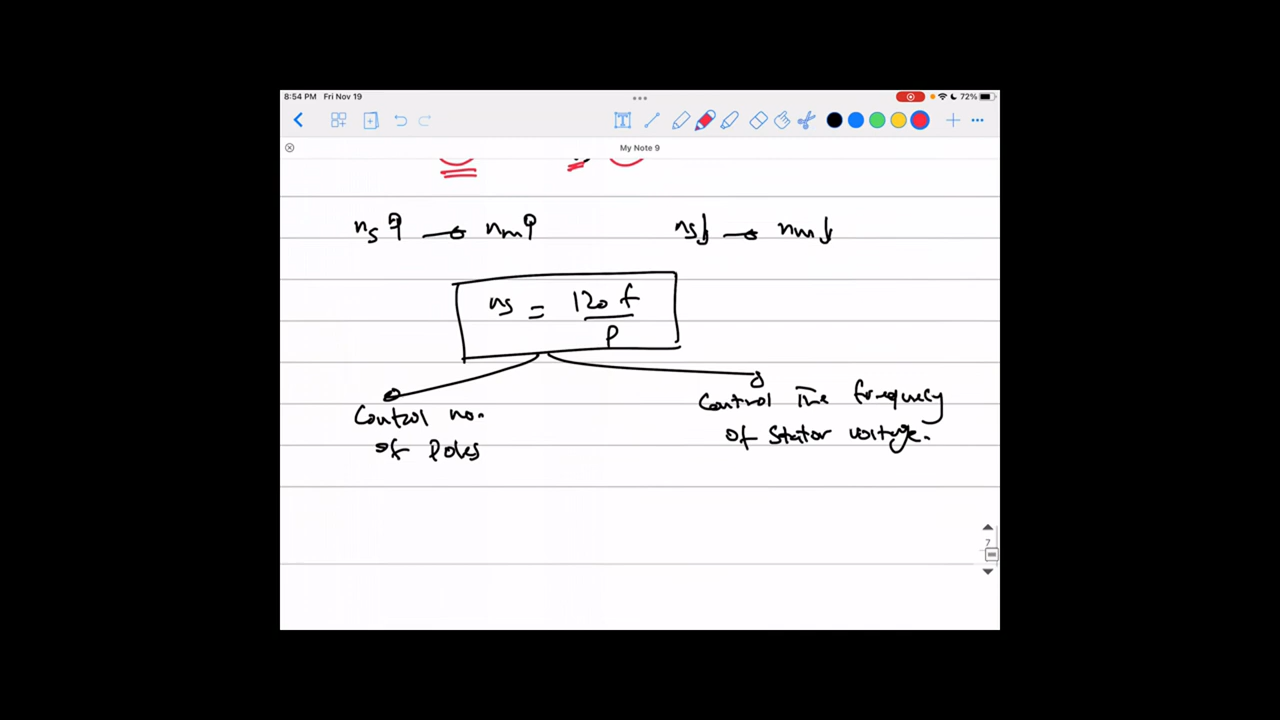 8:54 PM Fri Nov 19
72%
My Note 9
ns↑ → nm↑ ns↓ → nm↓
ns = 120 f / P
Control no. of Poles
Control The frequency of Stator voltage.
7